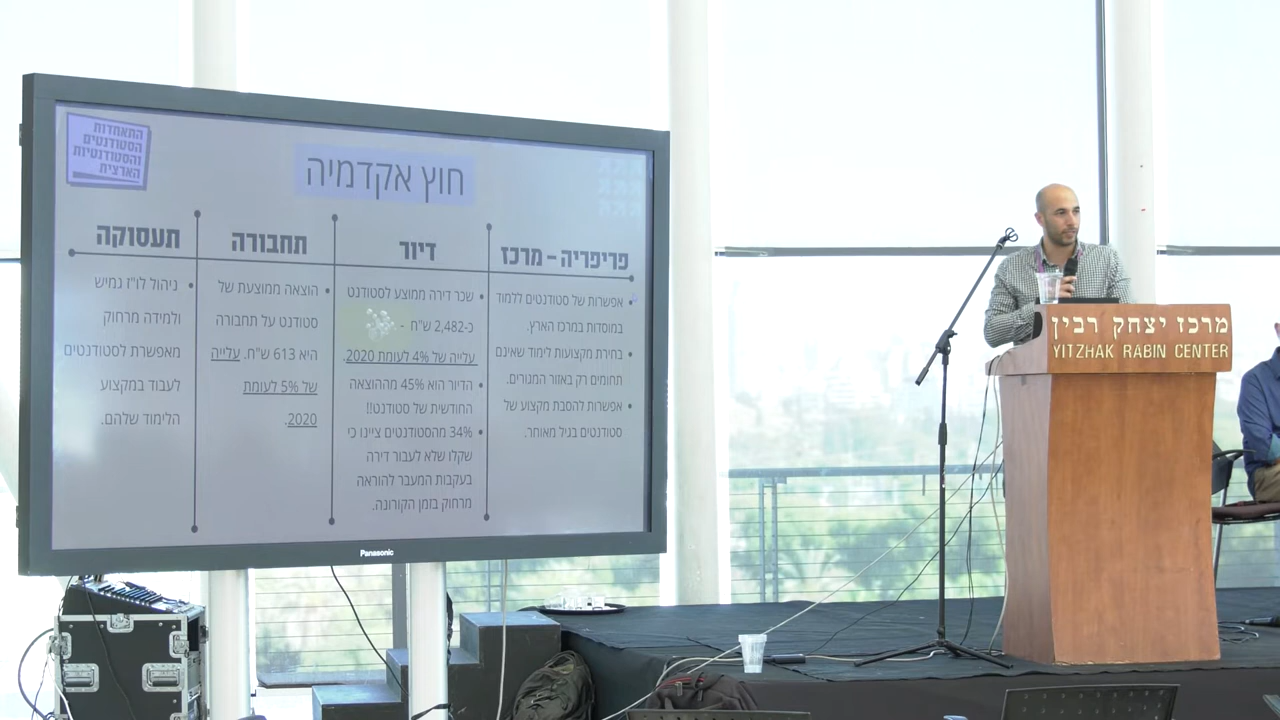 התאחדות
הסטודנטים
והסטודנטיות
הארצית
חוץ אקדמיה
פריפריה - מרכז
• אפשרות של סטודנטים ללמוד
במוסדות במרכז הארץ.
• בחירת מקצועות לימוד שאינם
תחומים רק באזור המגורים.
• אפשרות להסבת מקצוע של
סטודנטים בגיל מאוחר.
דיור
• שכר דירה ממוצע לסטודנט
כ-2,482 ש"ח -
עלייה של 4% לעומת 2020.
• הדיור הוא 45% מההוצאה
החודשית של סטודנט!!
• 34% מהסטודנטים ציינו כי
שקלו שלא לעבור דירה
בעקבות המעבר להוראה
מרחוק בזמן הקורונה.
תחבורה
• הוצאה ממוצעת של
סטודנט על תחבורה
היא 613 ש"ח. עלייה
של 5% לעומת
2020.
תעסוקה
• ניהול לו"ז גמיש
ולמידה מרחוק
מאפשרת לסטודנטים
לעבוד במקצוע
הלימוד שלהם.
Panasonic
מרכז יצחק רבין
YITZHAK RABIN CENTER